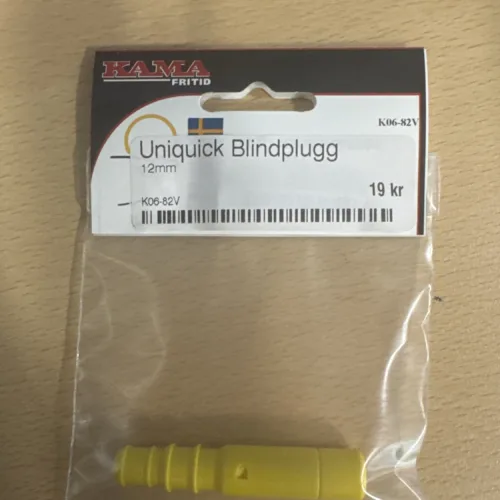 KAMA
FRITID
K06-82V
Uniquick Blindplugg
12mm
19 kr
K06-82V